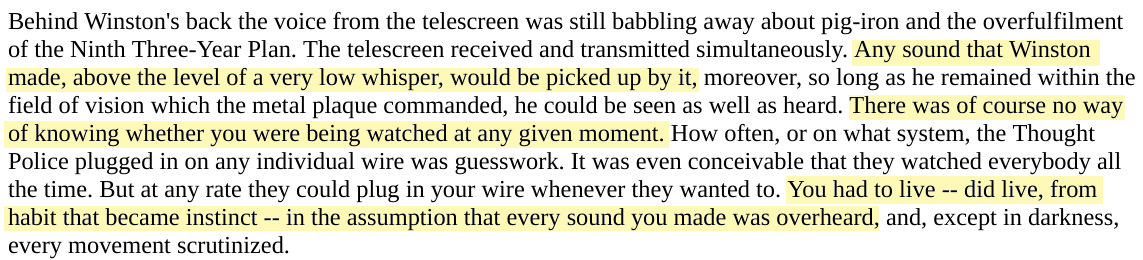 Behind Winston's back the voice from the telescreen was still babbling away about pig-iron and the overfulfilment
of the Ninth Three-Year Plan. The telescreen received and transmitted simultaneously. Any sound that Winston
made, above the level of a very low whisper, would be picked up by it, moreover, so long as he remained within the
field of vision which the metal plaque commanded, he could be seen as well as heard. There was of course no way
of knowing whether you were being watched at any given moment. How often, or on what system, the Thought
Police plugged in on any individual wire was guesswork. It was even conceivable that they watched everybody all
the time. But at any rate they could plug in your wire whenever they wanted to. You had to live -- did live, from
habit that became instinct -- in the assumption that every sound you made was overheard, and, except in darkness,
every movement scrutinized.